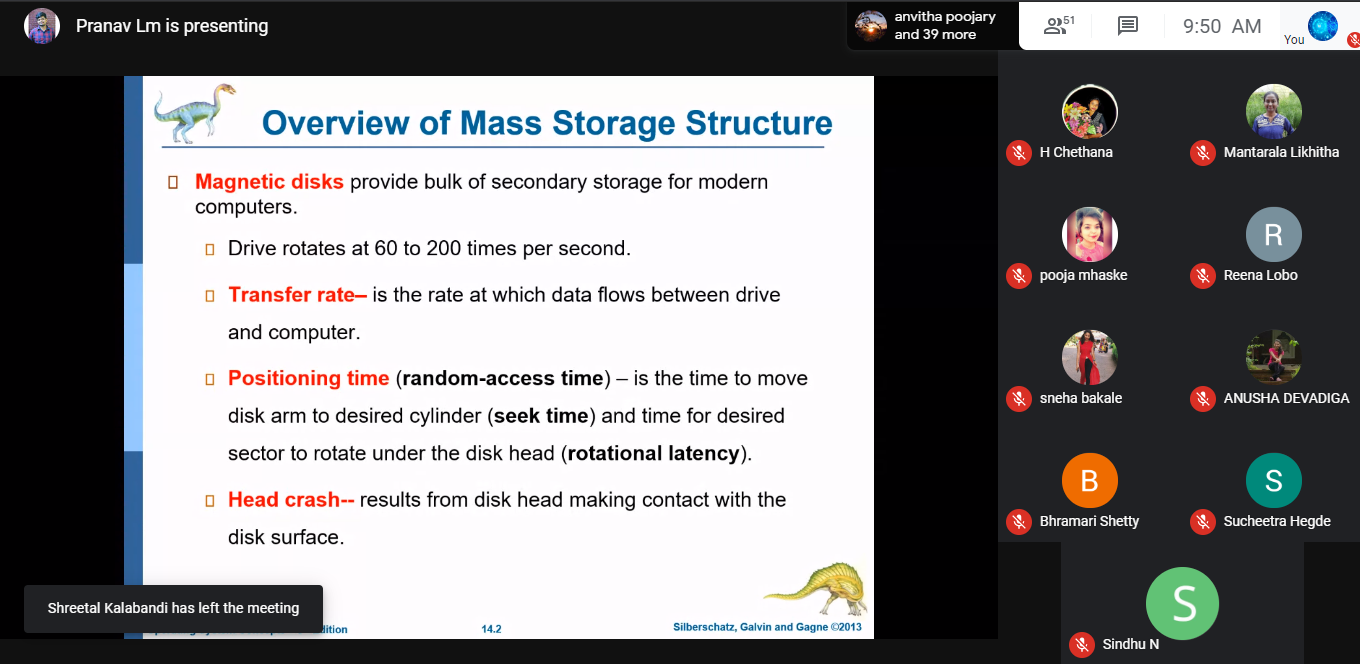 Pranav Lm is presenting
anvitha poojary
and 39 more
51
9:50 AM
You
Overview of Mass Storage Structure
Magnetic disks provide bulk of secondary storage for modern
computers.
Drive rotates at 60 to 200 times per second.
Transfer rate– is the rate at which data flows between drive
and computer.
Positioning time (random-access time) – is the time to move
disk arm to desired cylinder (seek time) and time for desired
sector to rotate under the disk head (rotational latency).
Head crash-- results from disk head making contact with the
disk surface.
14.2
Silberschatz, Galvin and Gagne ©2013
Shreetal Kalabandi has left the meeting
H Chethana
Mantarala Likhitha
pooja mhaske
R
Reena Lobo
sneha bakale
ANUSHA DEVADIGA
B
Bhramari Shetty
S
Sucheetra Hegde
S
Sindhu N